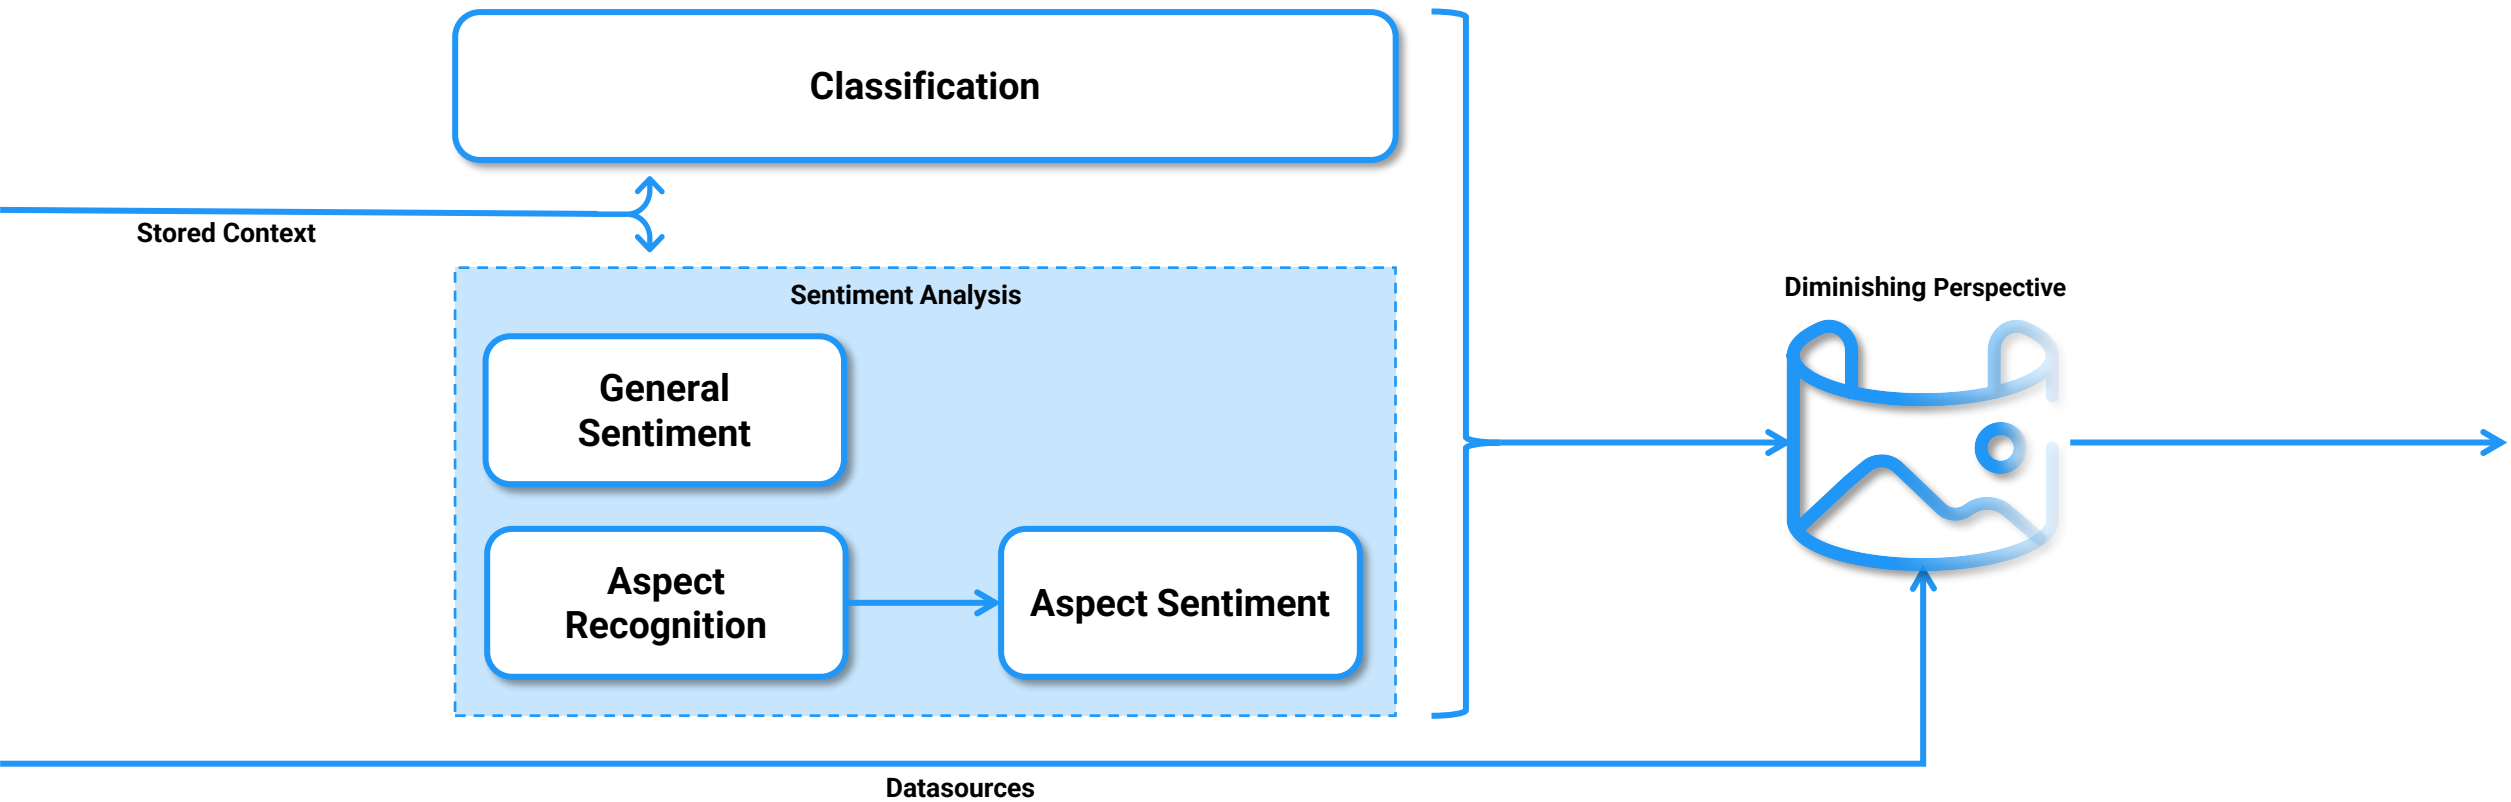 Classification
Stored Context
Sentiment Analysis
General
Sentiment
Aspect
Recognition
Aspect Sentiment
Diminishing Perspective
Datasources